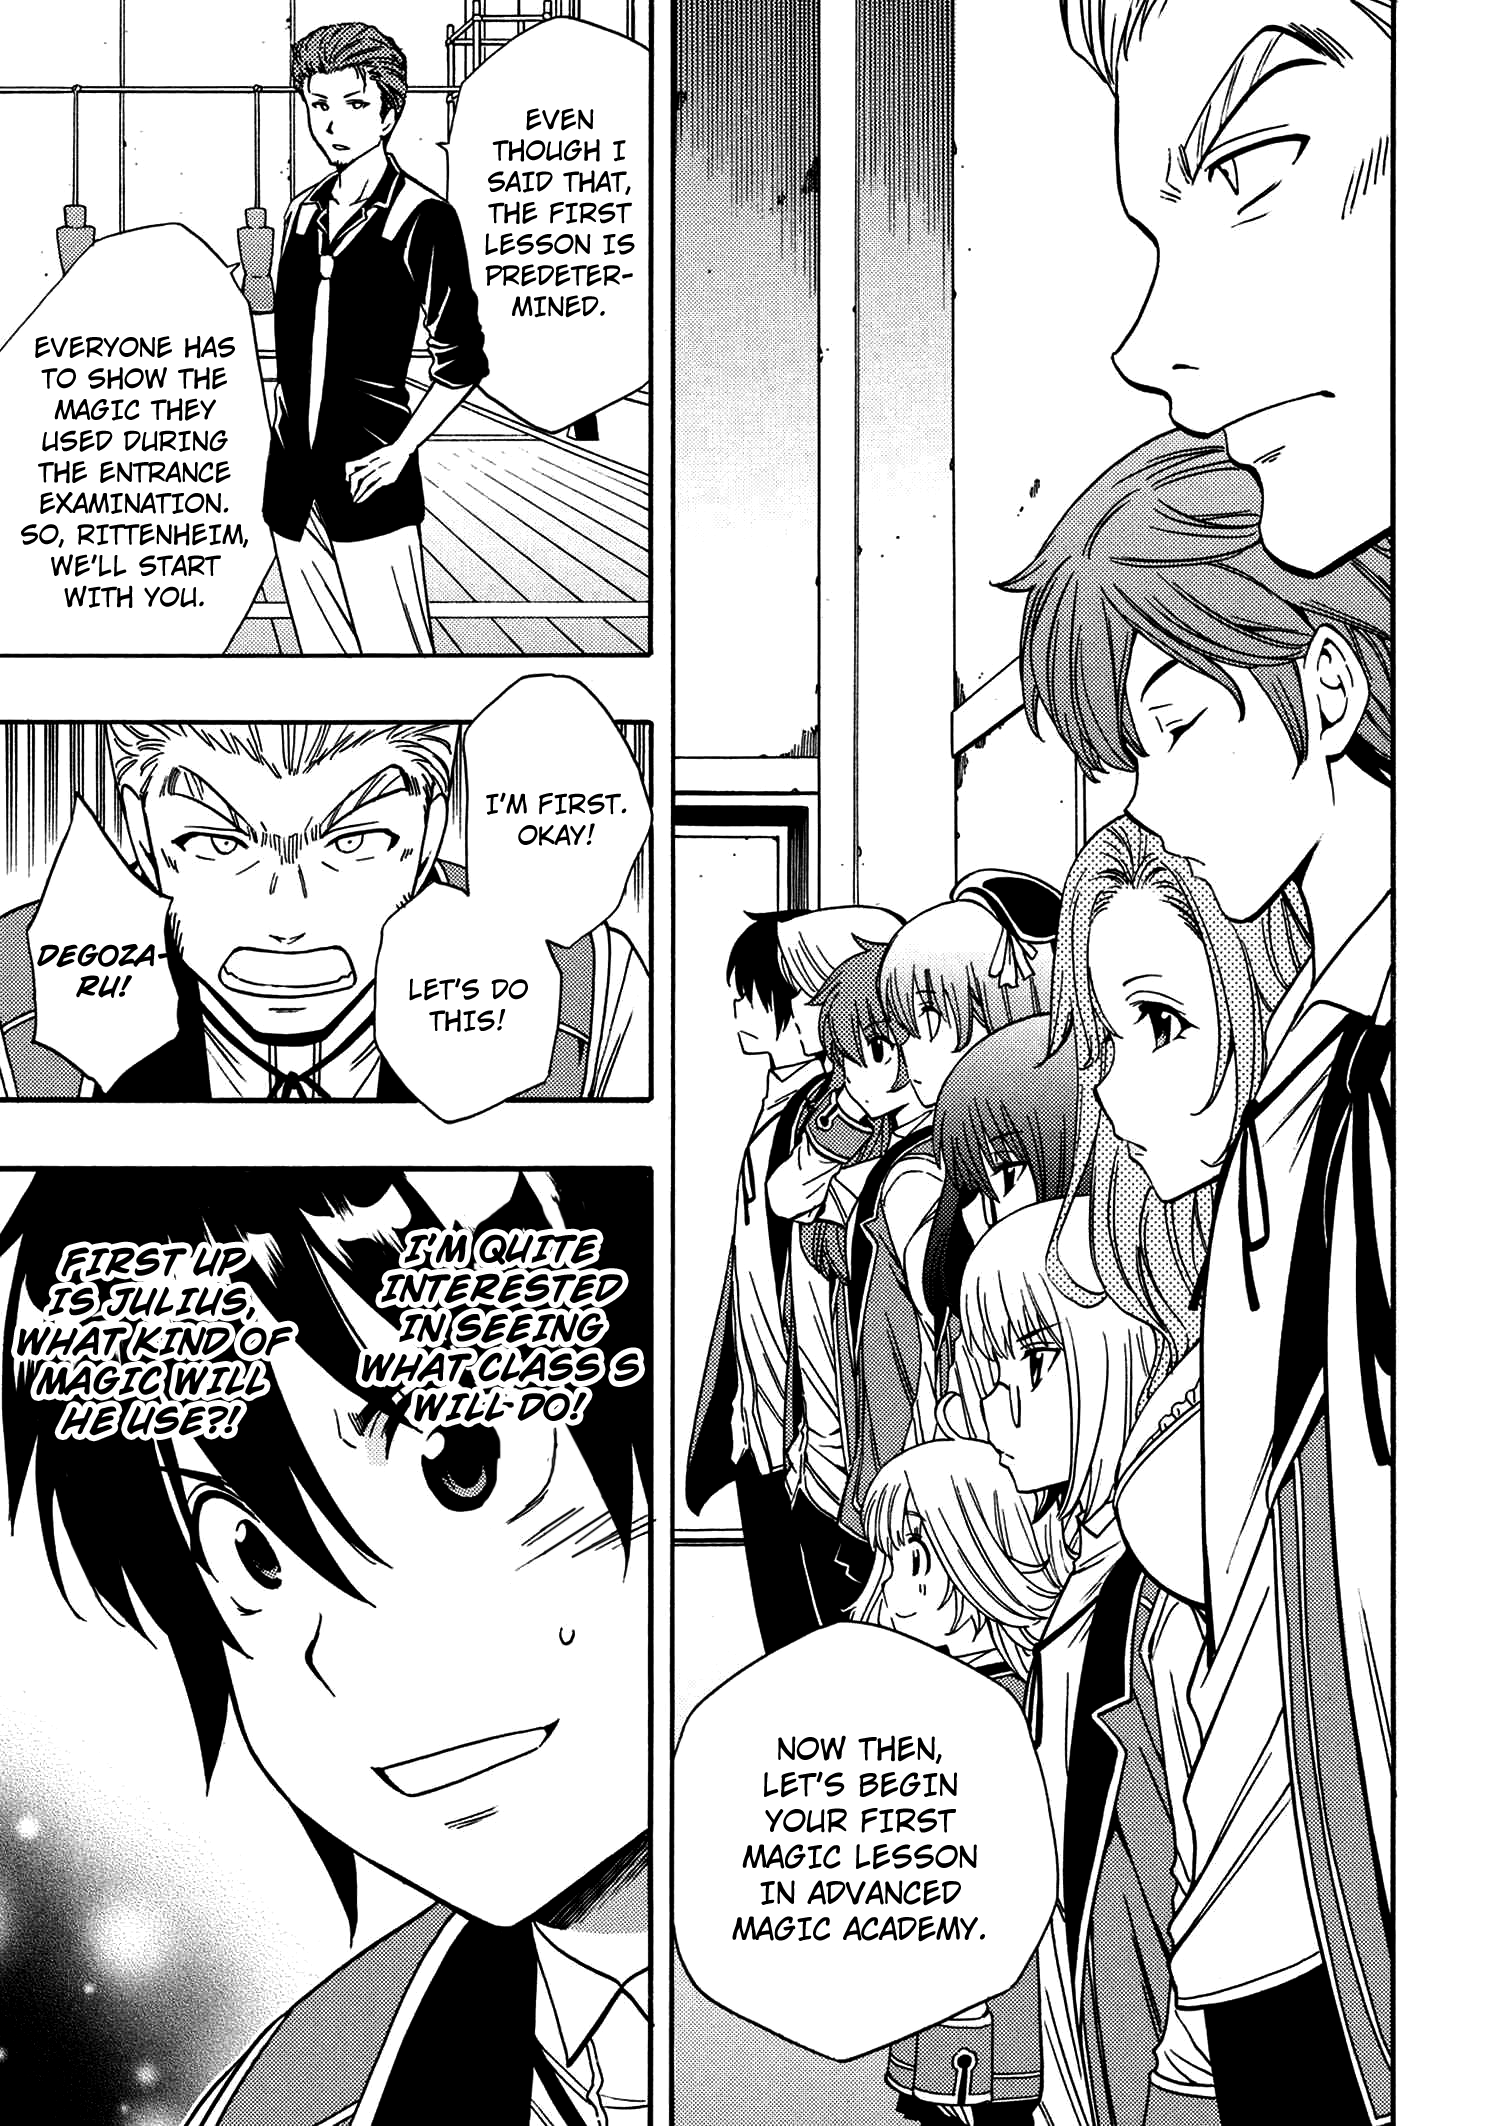 NOW THEN,
LET'S BEGIN
YOUR FIRST
MAGIC LESSON
IN ADVANCED
MAGIC ACADEMY.
EVEN
THOUGH I
SAID THAT,
THE FIRST
LESSON IS
PREDETER-
MINED.
EVERYONE HAS
TO SHOW THE
MAGIC THEY
USED DURING
THE ENTRANCE
EXAMINATION.
SO, RITTENHEIM,
WE'LL START
WITH YOU.
I'M FIRST.
OKAY!
LET'S DO
THIS!
DEGOZA-
RU!
I'M QUITE
INTERESTED
IN SEEING
WHAT CLASS S
WILL DO!
FIRST UP
IS JULIUS,
WHAT KIND OF
MAGIC WILL
HE USE?!